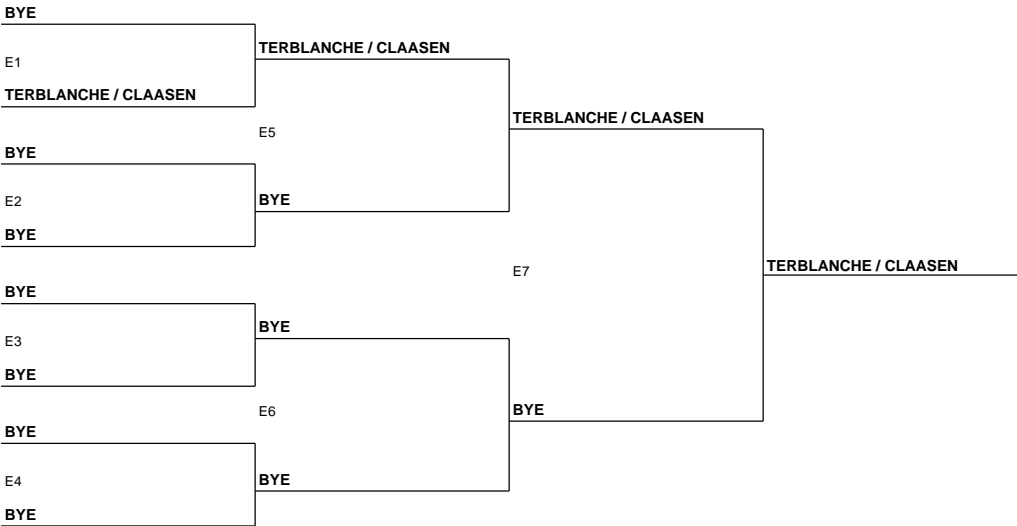 BYE
TERBLANCHE / CLAASEN
E1
TERBLANCHE / CLAASEN
TERBLANCHE / CLAASEN
E5
BYE
E2
BYE
BYE
E7
TERBLANCHE / CLAASEN
BYE
BYE
E3
BYE
E6
BYE
BYE
E4
BYE
BYE